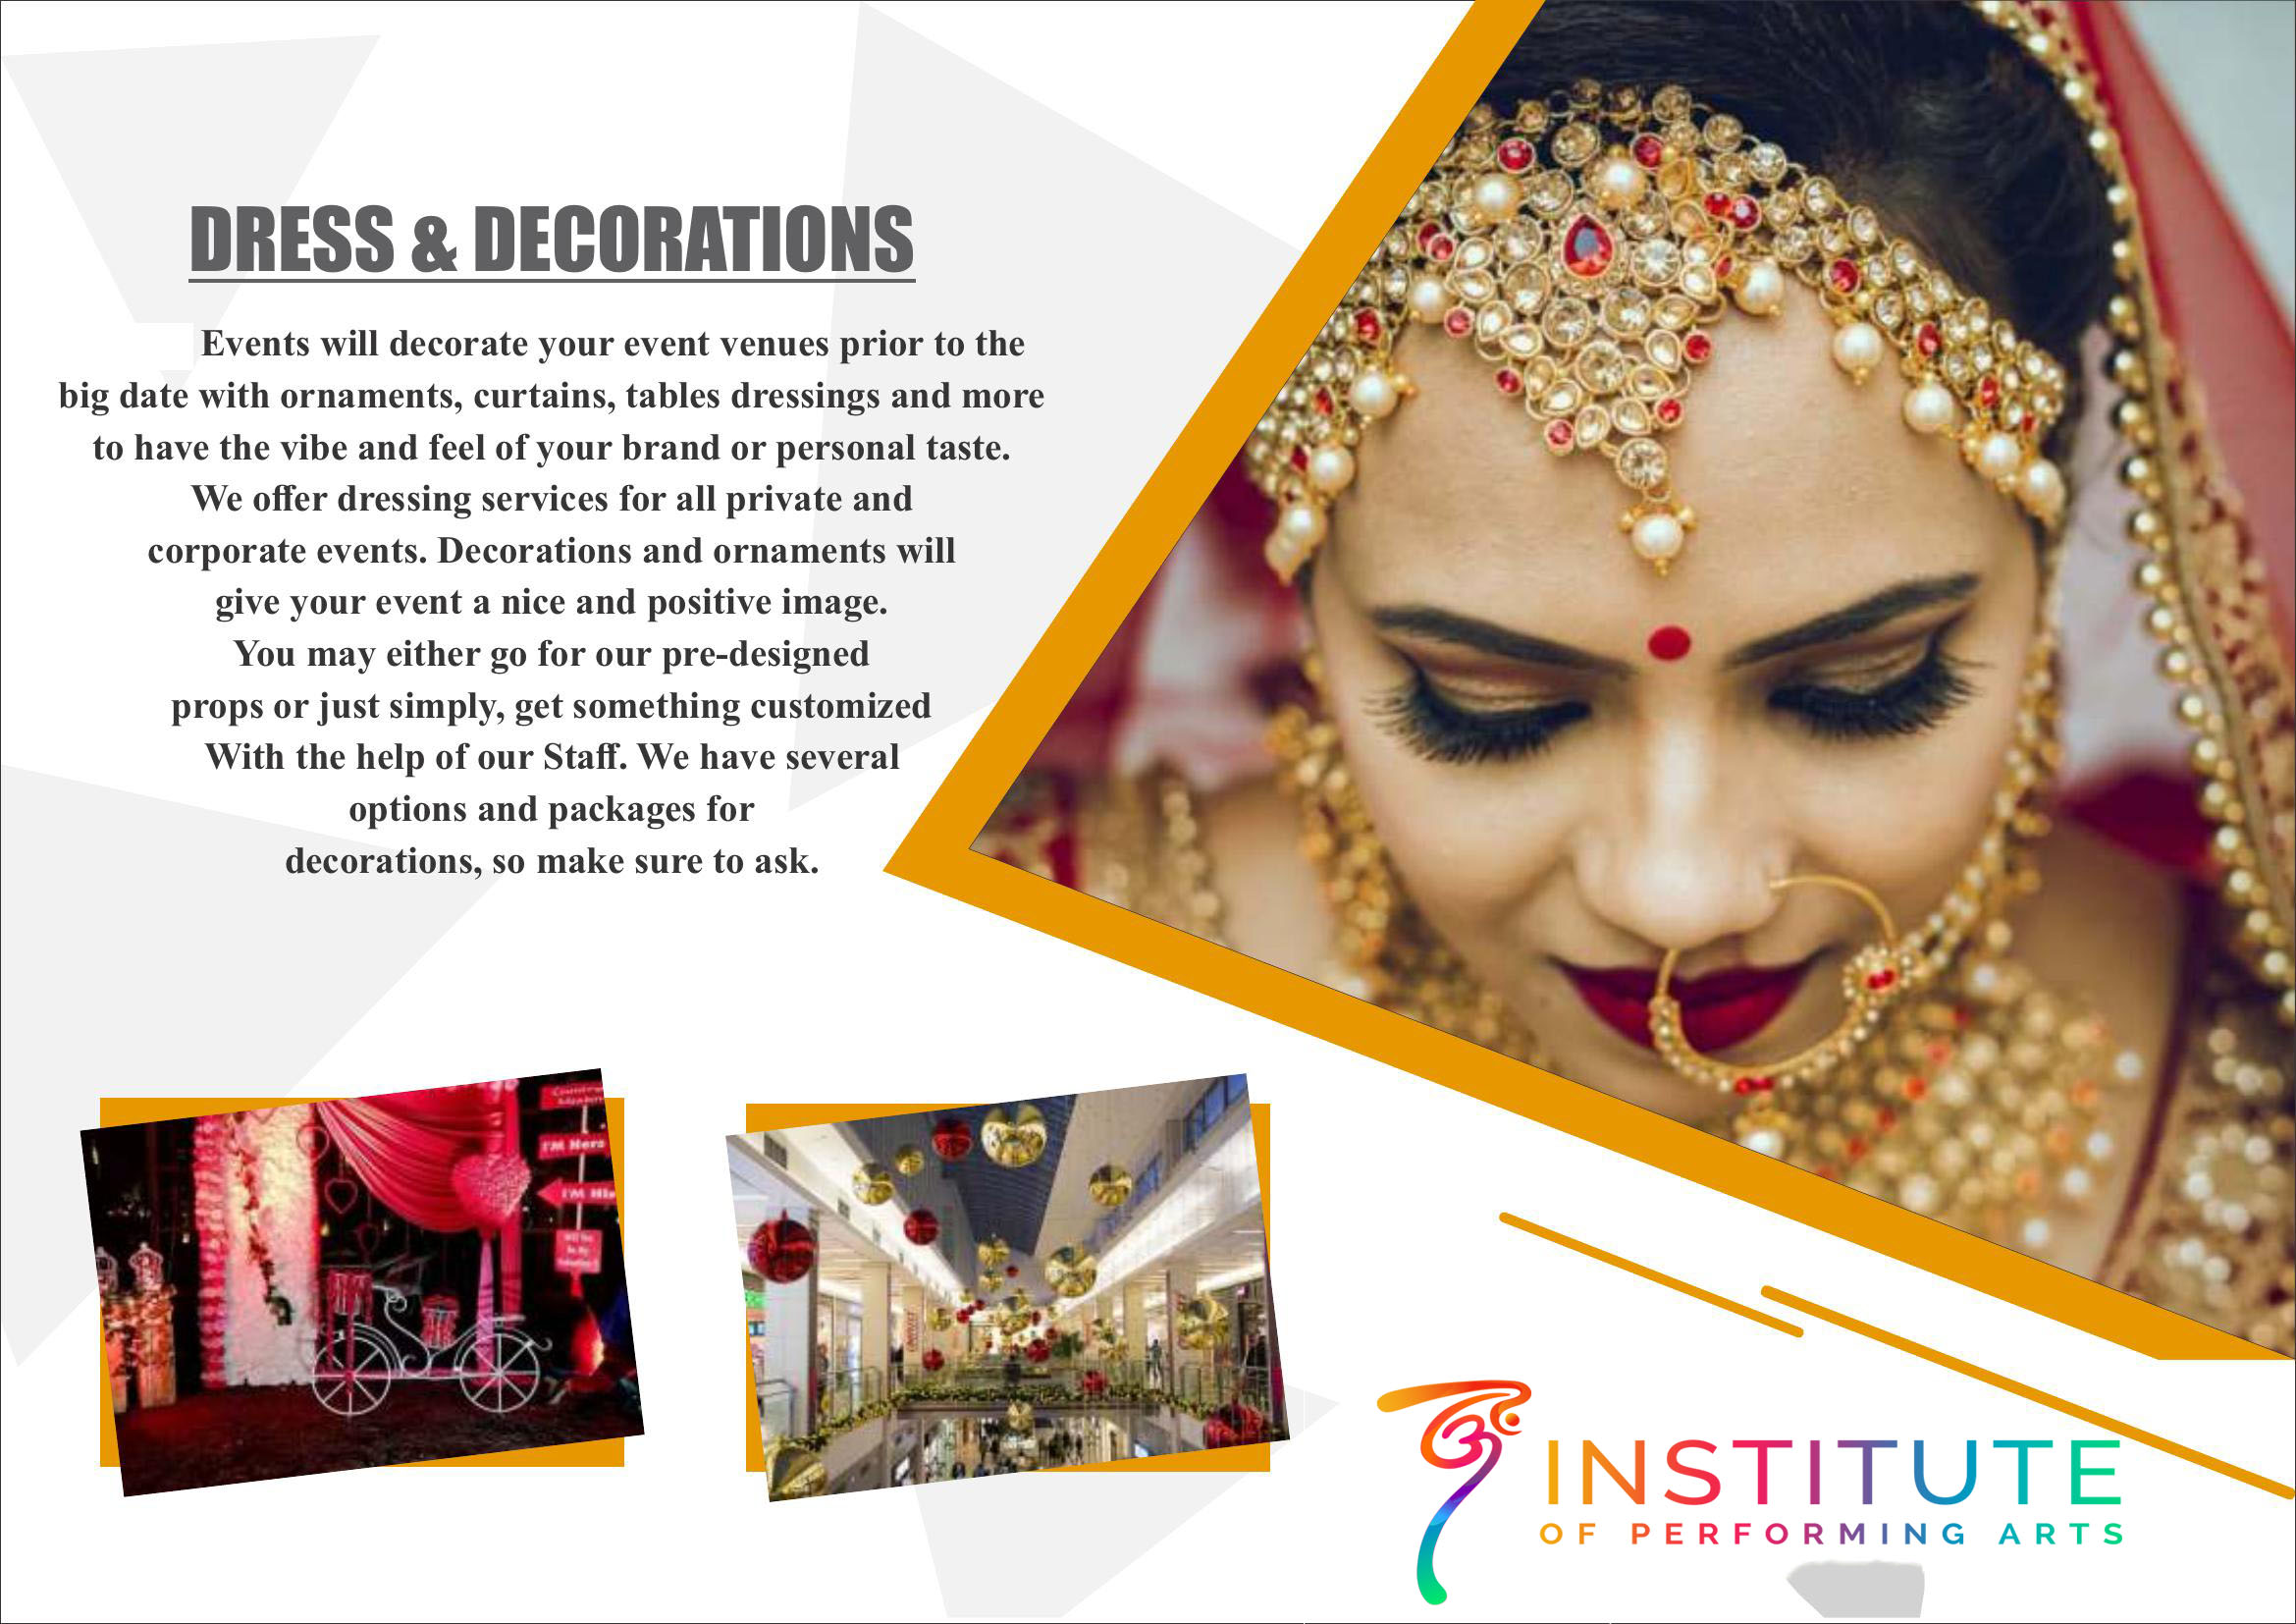 DRESS & DECORATIONS
Events will decorate your event venues prior to the
big date with ornaments, curtains, tables dressings and more
to have the vibe and feel of your brand or personal taste.
We offer dressing services for all private and
corporate events. Decorations and ornaments will
give your event a nice and positive image.
You may either go for our pre-designed
props or just simply, get something customized
With the help of our Staff. We have several
options and packages for
decorations, so make sure to ask.
I'M Hers
I'M His
INSTITUTE
OF PERFORMING ARTS